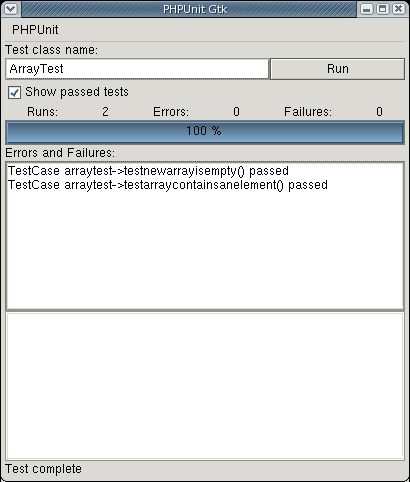 PHPUnit Gtk
PHPUnit
Test class name:
ArrayTest Run
Show passed tests
Runs: 2 Errors: 0 Failures: 0
100 %
Errors and Failures:
TestCase arraytest->testnewarrayisempty() passed
TestCase arraytest->testarraycontainsanelement() passed
Test complete